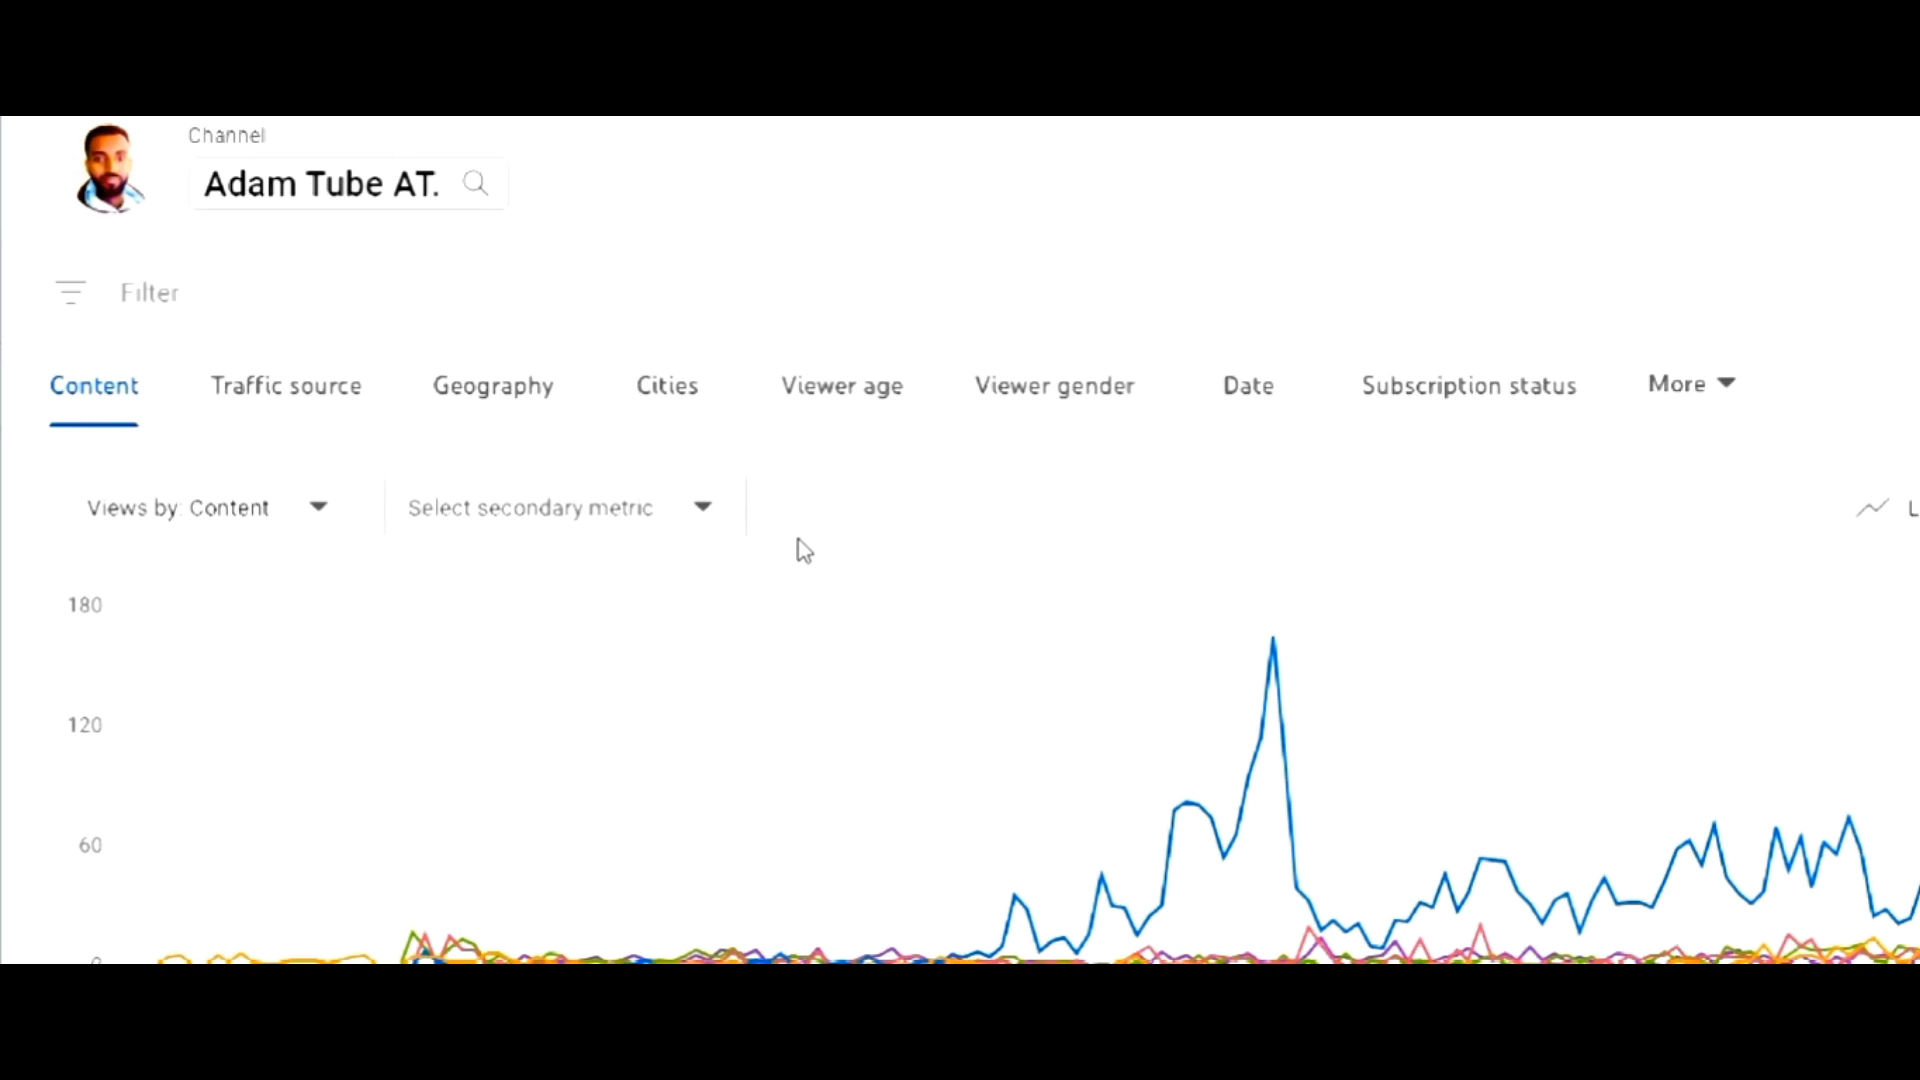 Channel
Adam Tube AT.
Filter
Content Traffic source Geography Cities Viewer age Viewer gender Date Subscription status More
Views by: Content Select secondary metric
180
120
60
0